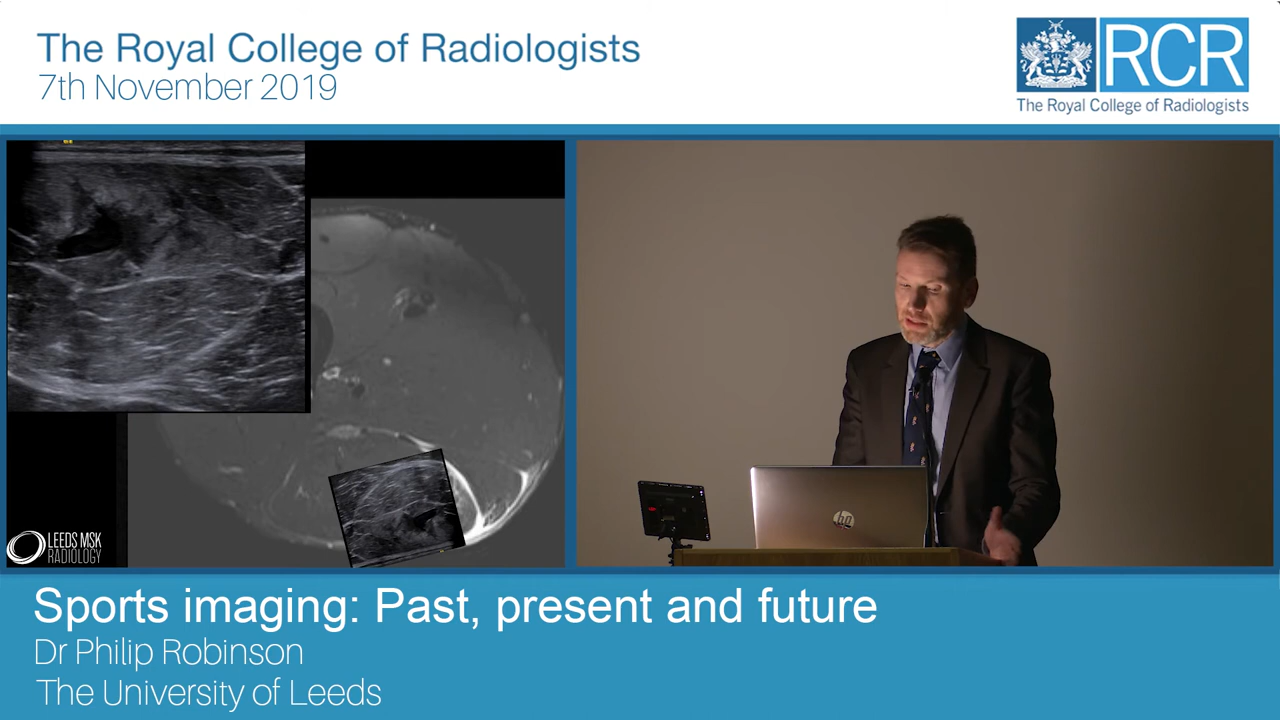 The Royal College of Radiologists
7th November 2019
RCR
The Royal College of Radiologists
LEEDS MSK
RADIOLOGY
hp
Sports imaging: Past, present and future
Dr Philip Robinson
The University of Leeds